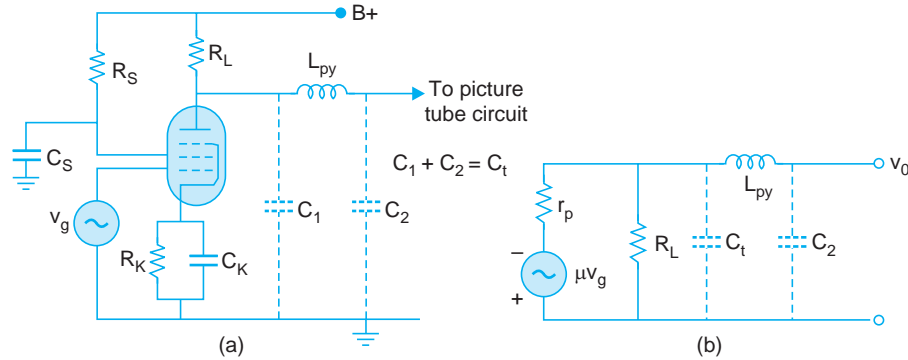 B+
R_S
R_L
L_py
To picture
tube circuit
C_S
C_1 + C_2 = C_t
v_g
C_1
C_2
R_K
C_K
(a)
v_0
L_py
r_p
R_L
C_t
C_2
−
μv_g
+
(b)